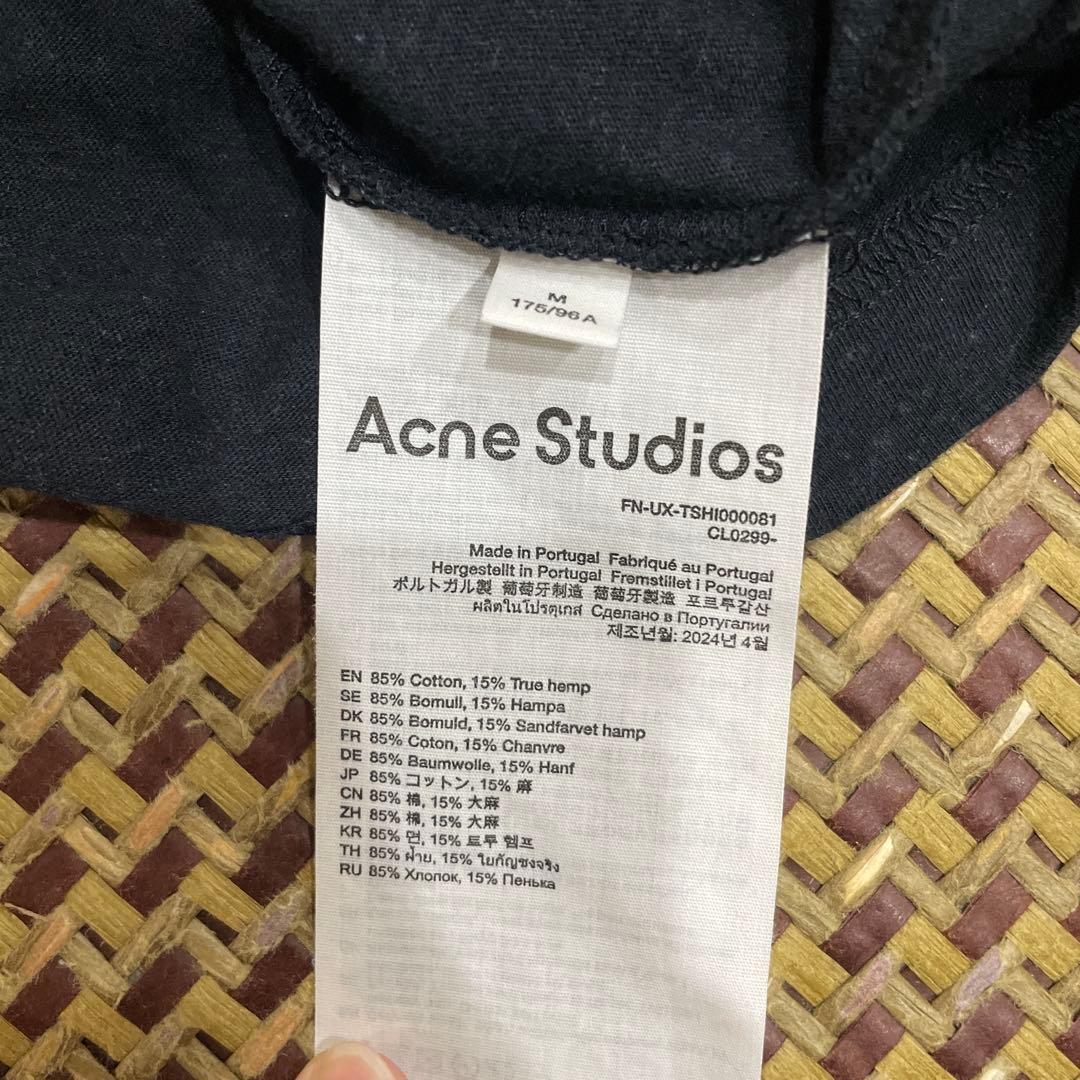 M
175/96A
Acne Studios
FN-UX-TSHI000081
CL0299-
Made in Portugal Fabriqué au Portugal
Hergestellt in Portugal Fremstillet i Portugal
ポルトガル製 葡萄牙制造 葡萄牙製造 포르투갈산
ผลิตในโปรตุเกส Сделано в Португалии
제조년월: 2024년 4월
EN 85% Cotton, 15% True hemp
SE 85% Bomull, 15% Hampa
DK 85% Bomuld, 15% Sandfarvet hamp
FR 85% Coton, 15% Chanvre
DE 85% Baumwolle, 15% Hanf
JP 85% コットン, 15% 麻
CN 85% 棉, 15% 大麻
ZH 85% 棉, 15% 大麻
KR 85% 면, 15% 트루 헴프
TH 85% ฝ้าย, 15% ใยกัญชงจริง
RU 85% Хлопок, 15% Пенька